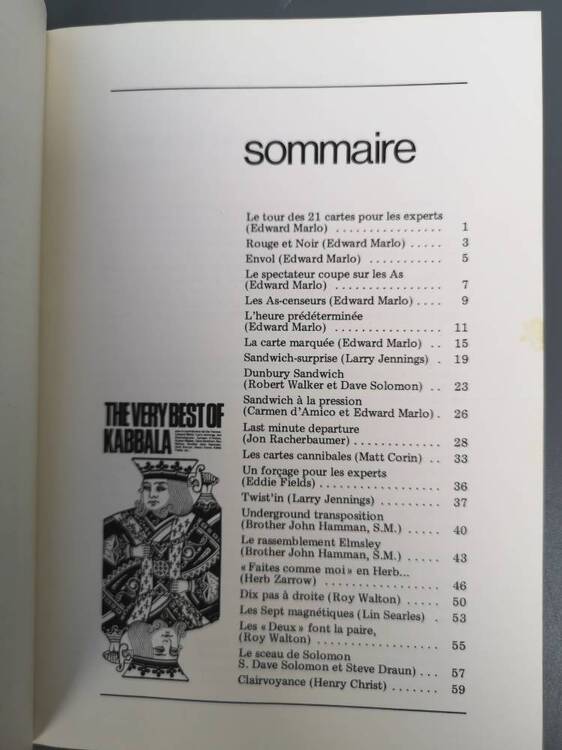 sommaire
Le tour des 21 cartes pour les experts
(Edward Marlo) ................ 1
Rouge et Noir (Edward Marlo) ..... 3
Envol (Edward Marlo) ............ 5
Le spectateur coupe sur les As
(Edward Marlo) ................ 7
Les As-censeurs (Edward Marlo) .... 9
L'heure prédéterminée
(Edward Marlo) ................ 11
La carte marquée (Edward Marlo) .. 15
Sandwich-surprise (Larry Jennings) . 19
Dunbury Sandwich
(Robert Walker et Dave Solomon) .. 23
Sandwich à la pression
(Carmen d'Amico et Edward Marlo) . 26
Last minute departure
(Jon Racherbaumer) ............. 28
Les cartes cannibales (Matt Corin) .. 33
Un forçage pour les experts
(Eddie Fields) .................. 36
Twist'in (Larry Jennings) ......... 37
Underground transposition
(Brother John Hamman, S.M.) ..... 40
Le rassemblement Elmsley
(Brother John Hamman, S.M.) ..... 43
« Faites comme moi » en Herb...
(Herb Zarrow) .................. 46
Dix pas à droite (Roy Walton) ..... 50
Les Sept magnétiques (Lin Searles) . 53
Les « Deux » font la paire,
(Roy Walton) .................. 55
Le sceau de Solomon
S. Dave Solomon et Steve Draun) ... 57
Clairvoyance (Henry Christ) ....... 59
THE VERY BEST OF
KABBALA